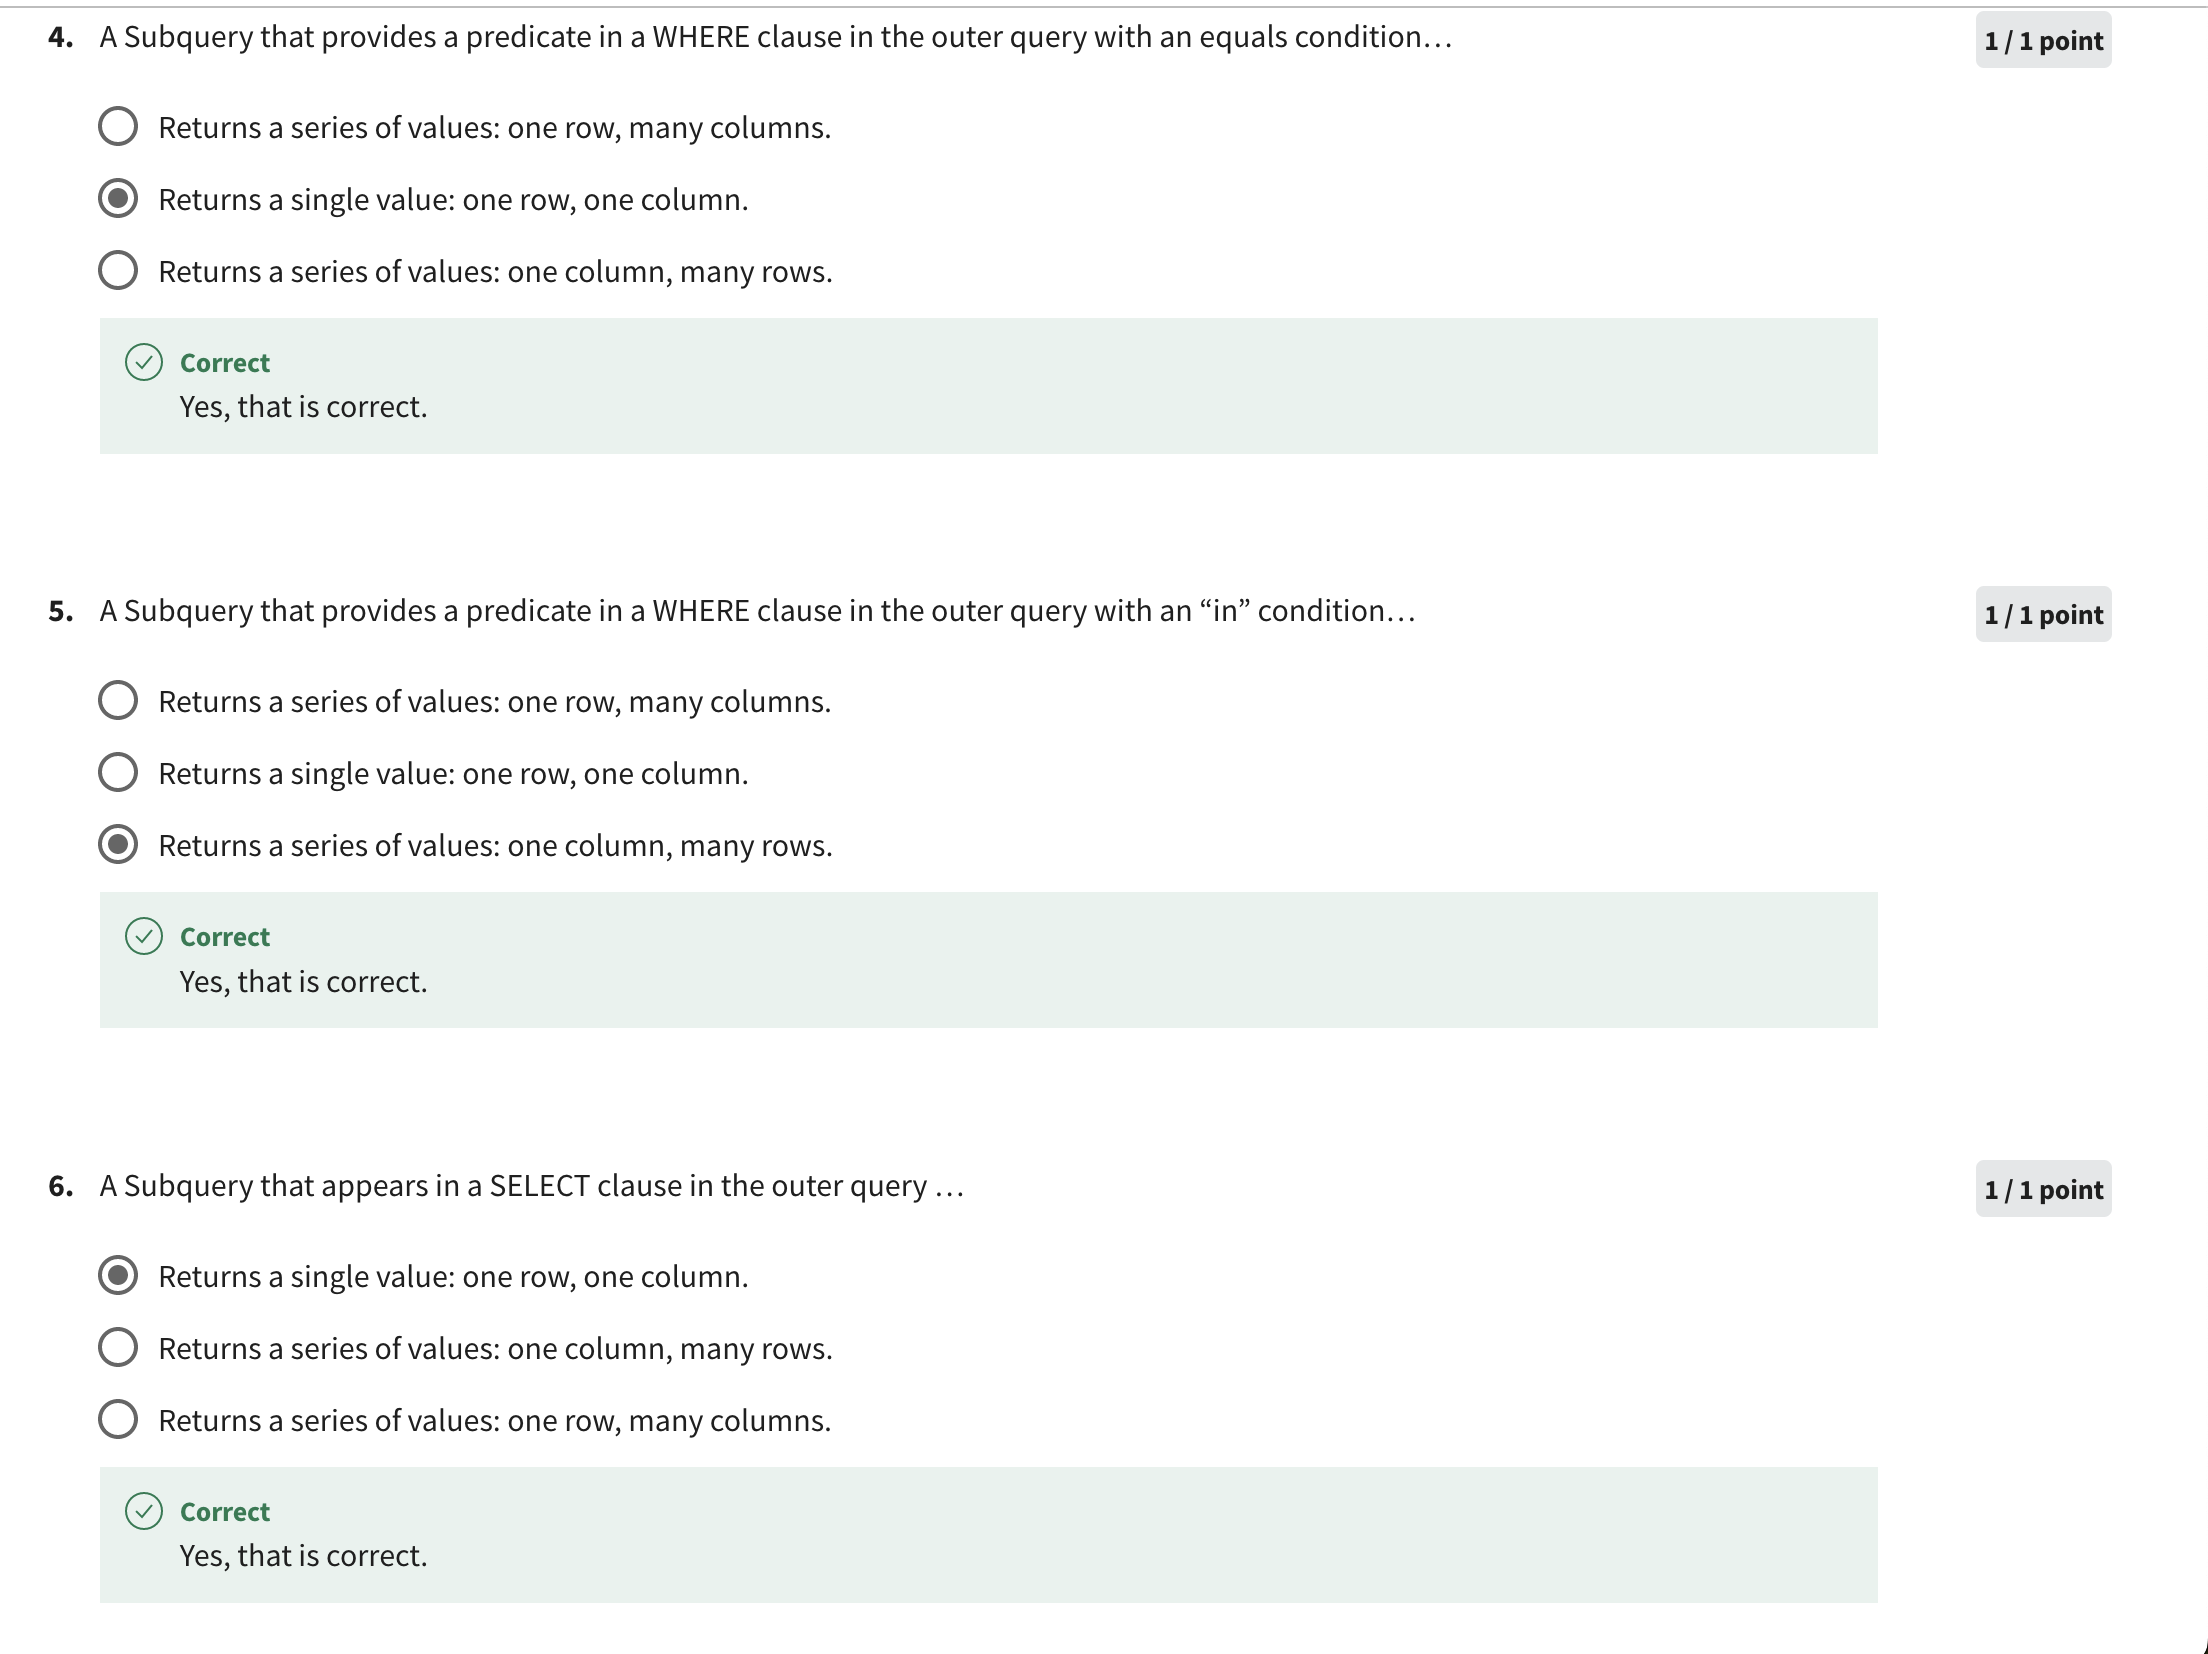 4. A Subquery that provides a predicate in a WHERE clause in the outer query with an equals condition… 1 / 1 point
Returns a series of values: one row, many columns.
Returns a single value: one row, one column.
Returns a series of values: one column, many rows.
Correct
Yes, that is correct.
5. A Subquery that provides a predicate in a WHERE clause in the outer query with an “in” condition… 1 / 1 point
Returns a series of values: one row, many columns.
Returns a single value: one row, one column.
Returns a series of values: one column, many rows.
Correct
Yes, that is correct.
6. A Subquery that appears in a SELECT clause in the outer query … 1 / 1 point
Returns a single value: one row, one column.
Returns a series of values: one column, many rows.
Returns a series of values: one row, many columns.
Correct
Yes, that is correct.